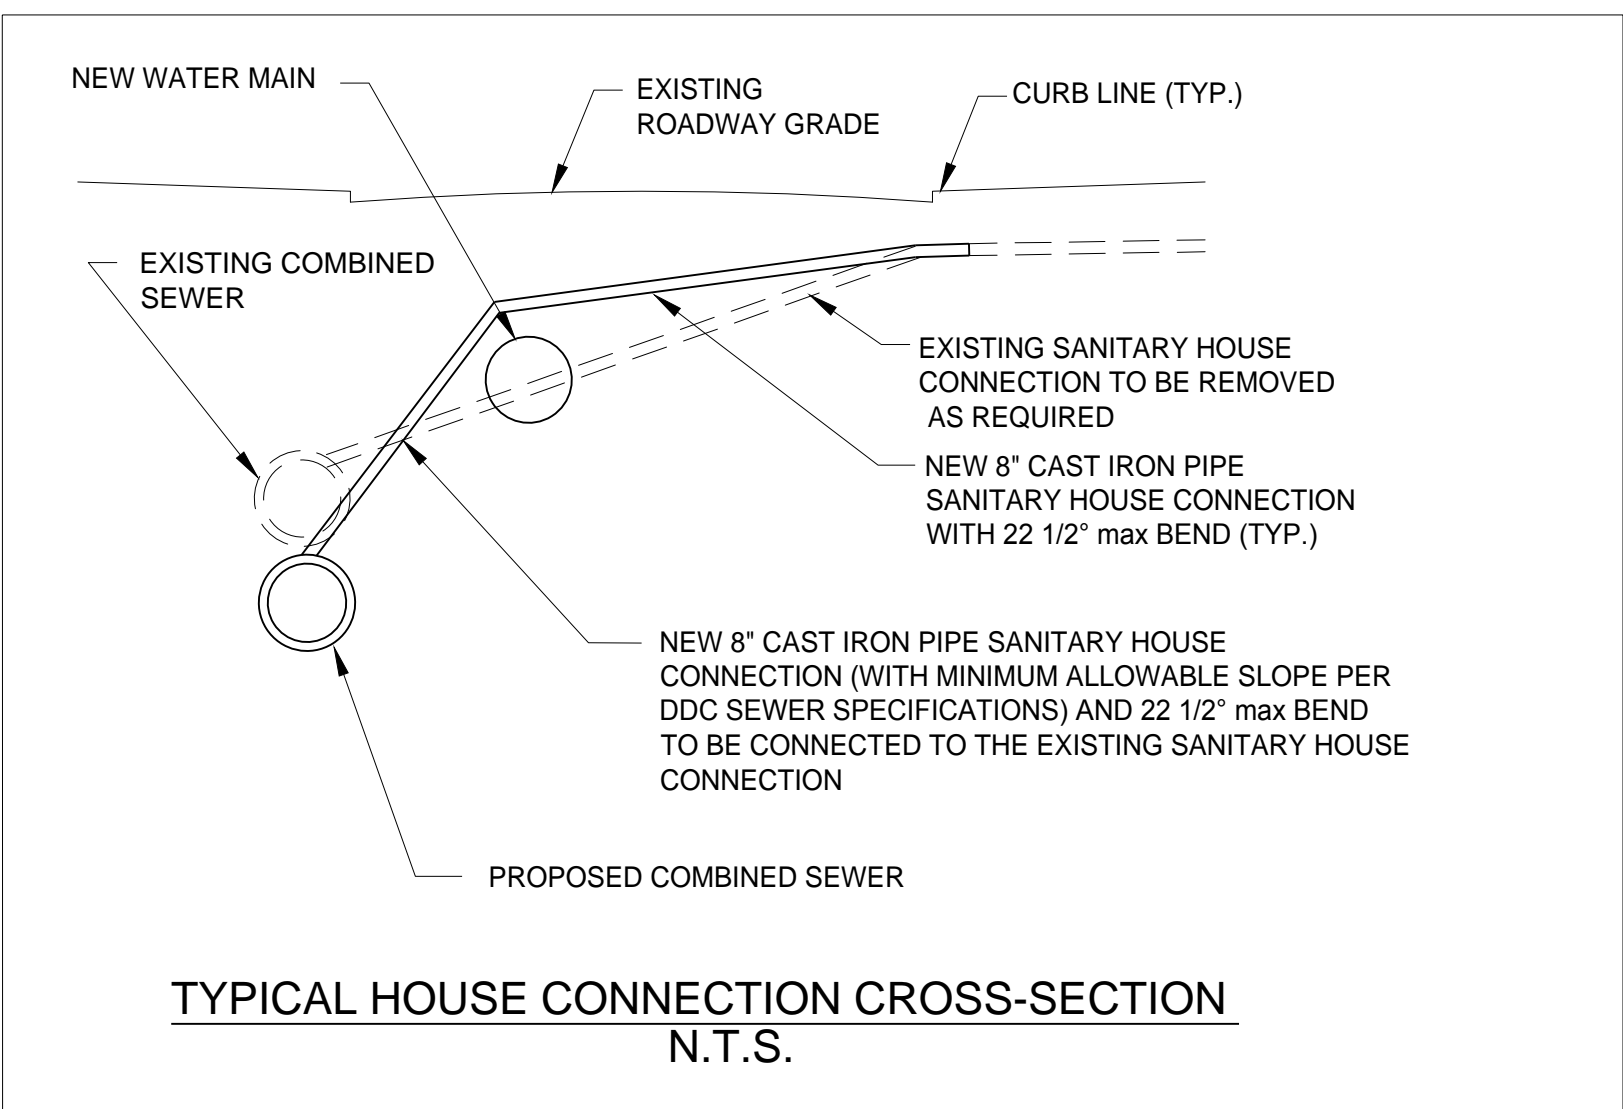 NEW WATER MAIN
EXISTING
ROADWAY GRADE
CURB LINE (TYP.)
EXISTING COMBINED
SEWER
EXISTING SANITARY HOUSE
CONNECTION TO BE REMOVED
AS REQUIRED
NEW 8" CAST IRON PIPE
SANITARY HOUSE CONNECTION
WITH 22 1/2° max BEND (TYP.)
NEW 8" CAST IRON PIPE SANITARY HOUSE
CONNECTION (WITH MINIMUM ALLOWABLE SLOPE PER
DDC SEWER SPECIFICATIONS) AND 22 1/2° max BEND
TO BE CONNECTED TO THE EXISTING SANITARY HOUSE
CONNECTION
PROPOSED COMBINED SEWER
TYPICAL HOUSE CONNECTION CROSS-SECTION
N.T.S.